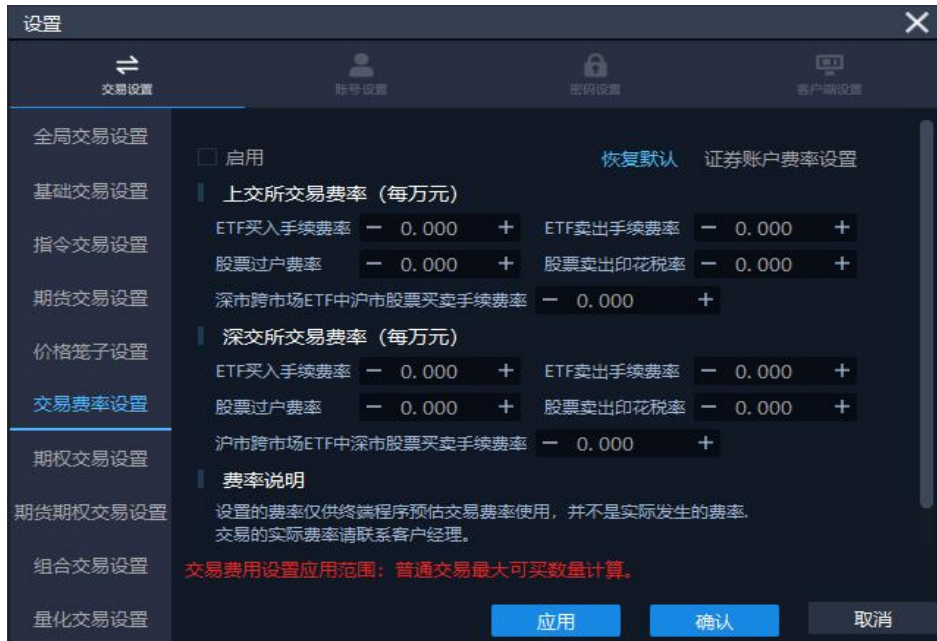 设置
交易设置 账号设置 密码设置 客户端设置
全局交易设置
基础交易设置
指令交易设置
期货交易设置
价格笼子设置
交易费率设置
期权交易设置
期货期权交易设置
组合交易设置
量化交易设置
启用 恢复默认 证券账户费率设置
上交所交易费率（每万元）
ETF买入手续费率 － 0.000 ＋ ETF卖出手续费率 － 0.000 ＋
股票过户费率 － 0.000 ＋ 股票卖出印花税率 － 0.000 ＋
深市跨市场ETF中沪市股票买卖手续费率 － 0.000 ＋
深交所交易费率（每万元）
ETF买入手续费率 － 0.000 ＋ ETF卖出手续费率 － 0.000 ＋
股票过户费率 － 0.000 ＋ 股票卖出印花税率 － 0.000 ＋
沪市跨市场ETF中深市股票买卖手续费率 － 0.000 ＋
费率说明
设置的费率仅供终端程序预估交易费率使用，并不是实际发生的费率.
交易的实际费率请联系客户经理。
交易费用设置应用范围：普通交易最大可买数量计算。
应用 确认 取消